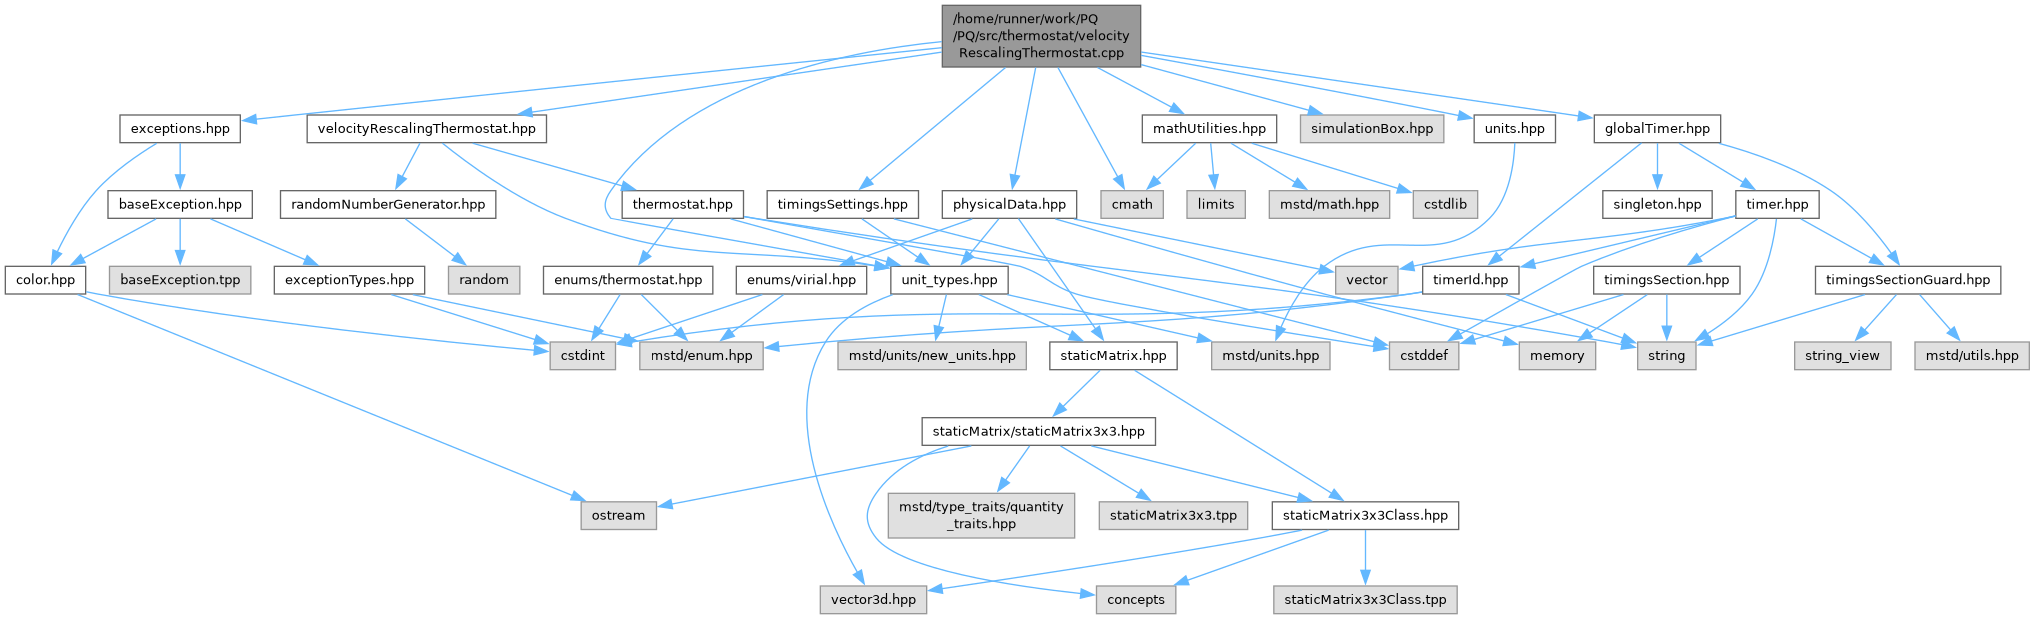 /home/runner/work/PQ
/PQ/src/thermostat/velocity
RescalingThermostat.cpp
exceptions.hpp
velocityRescalingThermostat.hpp
mathUtilities.hpp
simulationBox.hpp
units.hpp
globalTimer.hpp
baseException.hpp
randomNumberGenerator.hpp
thermostat.hpp
timingsSettings.hpp
physicalData.hpp
cmath
limits
mstd/math.hpp
cstdlib
singleton.hpp
timer.hpp
color.hpp
baseException.tpp
exceptionTypes.hpp
random
enums/thermostat.hpp
enums/virial.hpp
unit_types.hpp
vector
timerId.hpp
timingsSection.hpp
timingsSectionGuard.hpp
cstdint
mstd/enum.hpp
mstd/units/new_units.hpp
staticMatrix.hpp
mstd/units.hpp
cstddef
memory
string
string_view
mstd/utils.hpp
staticMatrix/staticMatrix3x3.hpp
ostream
mstd/type_traits/quantity
_traits.hpp
staticMatrix3x3.tpp
staticMatrix3x3Class.hpp
vector3d.hpp
concepts
staticMatrix3x3Class.tpp